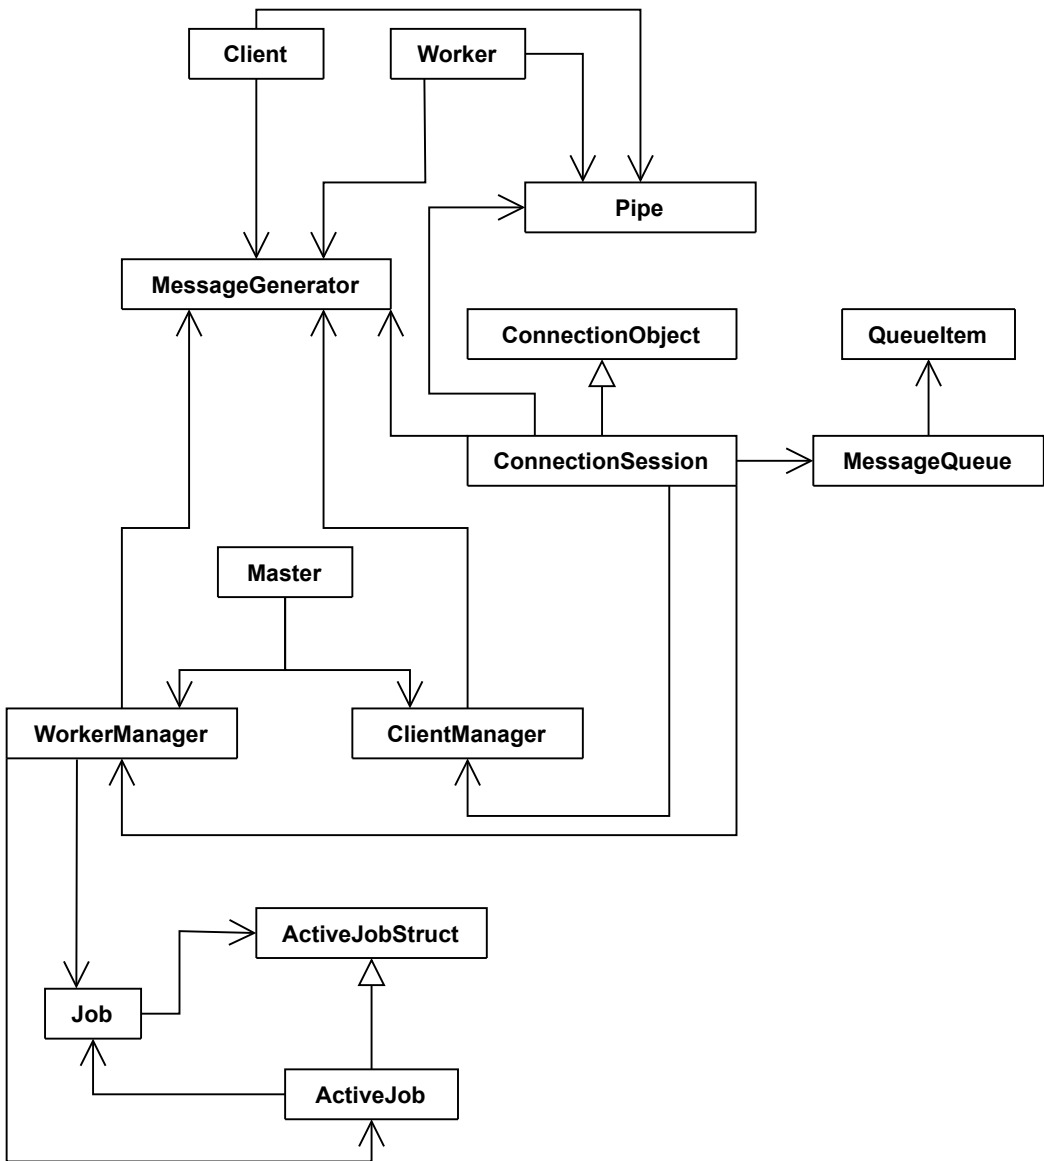 Client
Worker
Pipe
MessageGenerator
ConnectionObject
QueueItem
ConnectionSession
MessageQueue
Master
WorkerManager
ClientManager
ActiveJobStruct
Job
ActiveJob